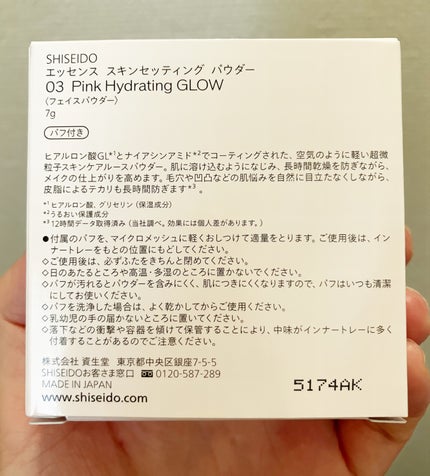 SHISEIDO
エッセンス スキンセッティング パウダー
03 Pink Hydrating GLOW
〈フェイスパウダー〉
7g
パフ付き
ヒアルロン酸GL*1とナイアシンアミド*2でコーティングされた、空気のように軽い超微
粒子スキンケアルースパウダー。肌に溶け込むようになじみ、長時間乾燥を防ぎながら、
メイクの仕上がりを高めます。毛穴や凹凸などの肌悩みを自然に目立たなくしながら、
皮脂によるテカリも長時間防ぎます*3。
*1ヒアルロン酸、グリセリン（保湿成分）
*2うるおい保護成分
*312時間データ取得済み（当社調べ。効果には個人差があります。）
●付属のパフを、マイクロメッシュに軽くおしつけて適量をとります。ご使用後は、イン
ナートレーをもとの位置にもどしてください。
◇ご使用後は、必ずふたをきちんと閉めてください。
◇日のあたるところや高温・多湿のところに置かないでください。
◇パフが汚れるとパウダーを含みにくく、肌につきにくくなりますので、パフはいつも清潔
にしてお使いください。
◇パフを洗浄した場合は、よく乾かしてからご使用ください。
◇乳幼児の手の届かないところに置いてください。
◇落下などの衝撃や容器を傾けて保管することにより、中味がインナートレーに多く
付着することがあるのでご注意ください。
株式会社 資生堂 東京都中央区銀座7-5-5
SHISEIDOお客さま窓口 0120-587-289
MADE IN JAPAN
www.shiseido.com
5174AK